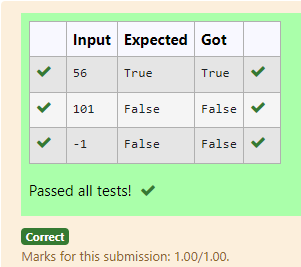 Input Expected Got
56 True True
101 False False
-1 False False
Passed all tests!
Correct
Marks for this submission: 1.00/1.00.